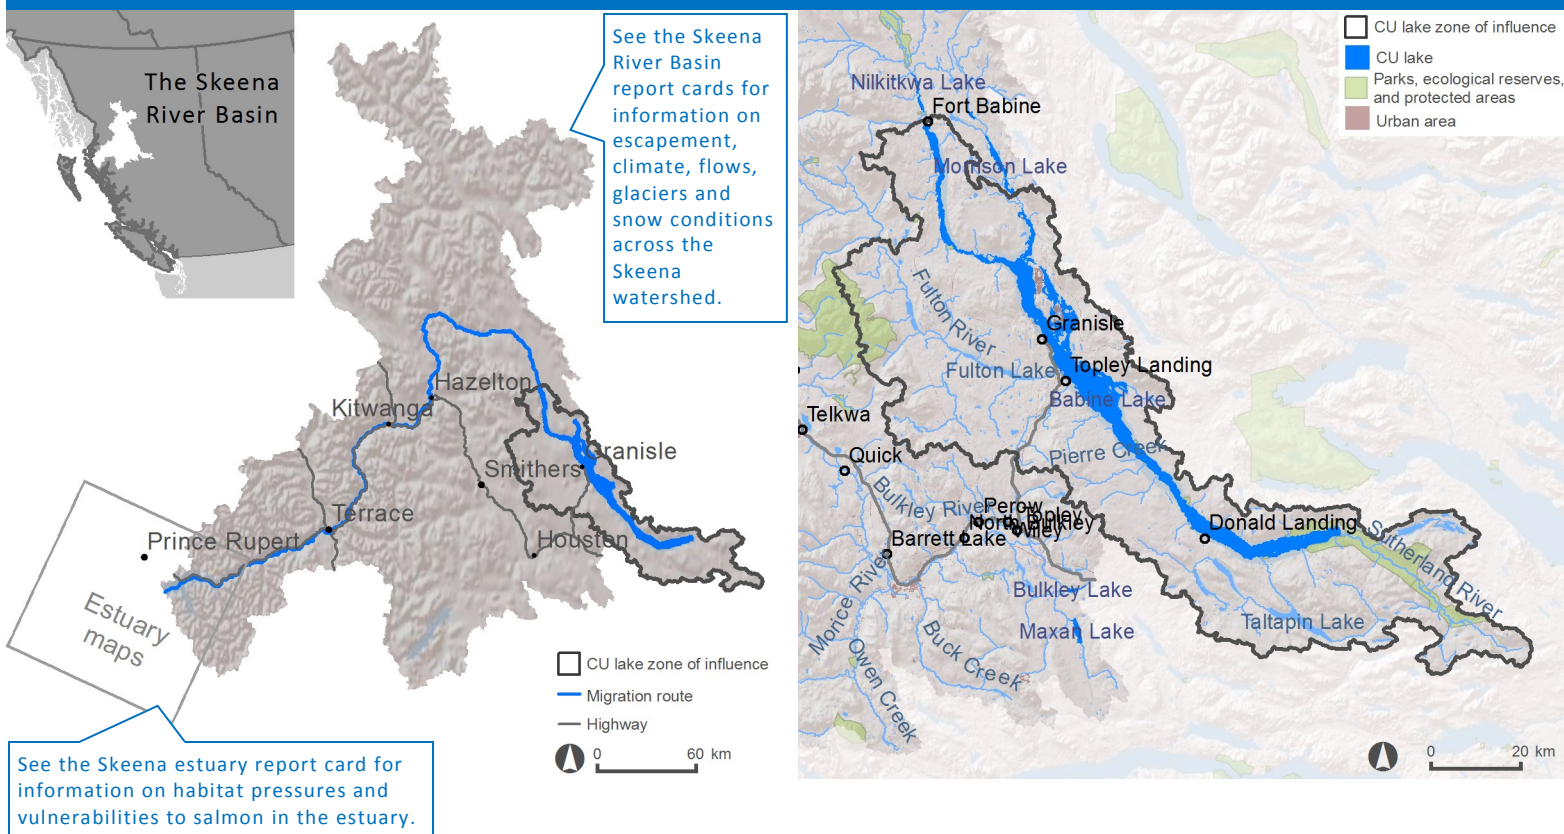 The Skeena
River Basin
See the Skeena
River Basin
report cards for
information on
escapement,
climate, flows,
glaciers and
snow conditions
across the
Skeena
watershed.
Hazelton
Kitwanga
Granisle
Smithers
Terrace
Houston
Prince Rupert
Estuary
maps
CU lake zone of influence
Migration route
Highway
0 60 km
See the Skeena estuary report card for
information on habitat pressures and
vulnerabilities to salmon in the estuary.
CU lake zone of influence
CU lake
Parks, ecological reserves,
and protected areas
Urban area
Nilkitkwa Lake
Fort Babine
Morrison Lake
Fulton River
Granisle
Fulton Lake
Topley Landing
Babine Lake
Telkwa
Pierre Creek
Quick
Bulkley River
Perow
Topley
North Bulkley
Barrett Lake
Donald Landing
Sutherland River
Morice River
Bulkley Lake
Maxan Lake
Buck Creek
Taltapin Lake
Owen Creek
0 20 km